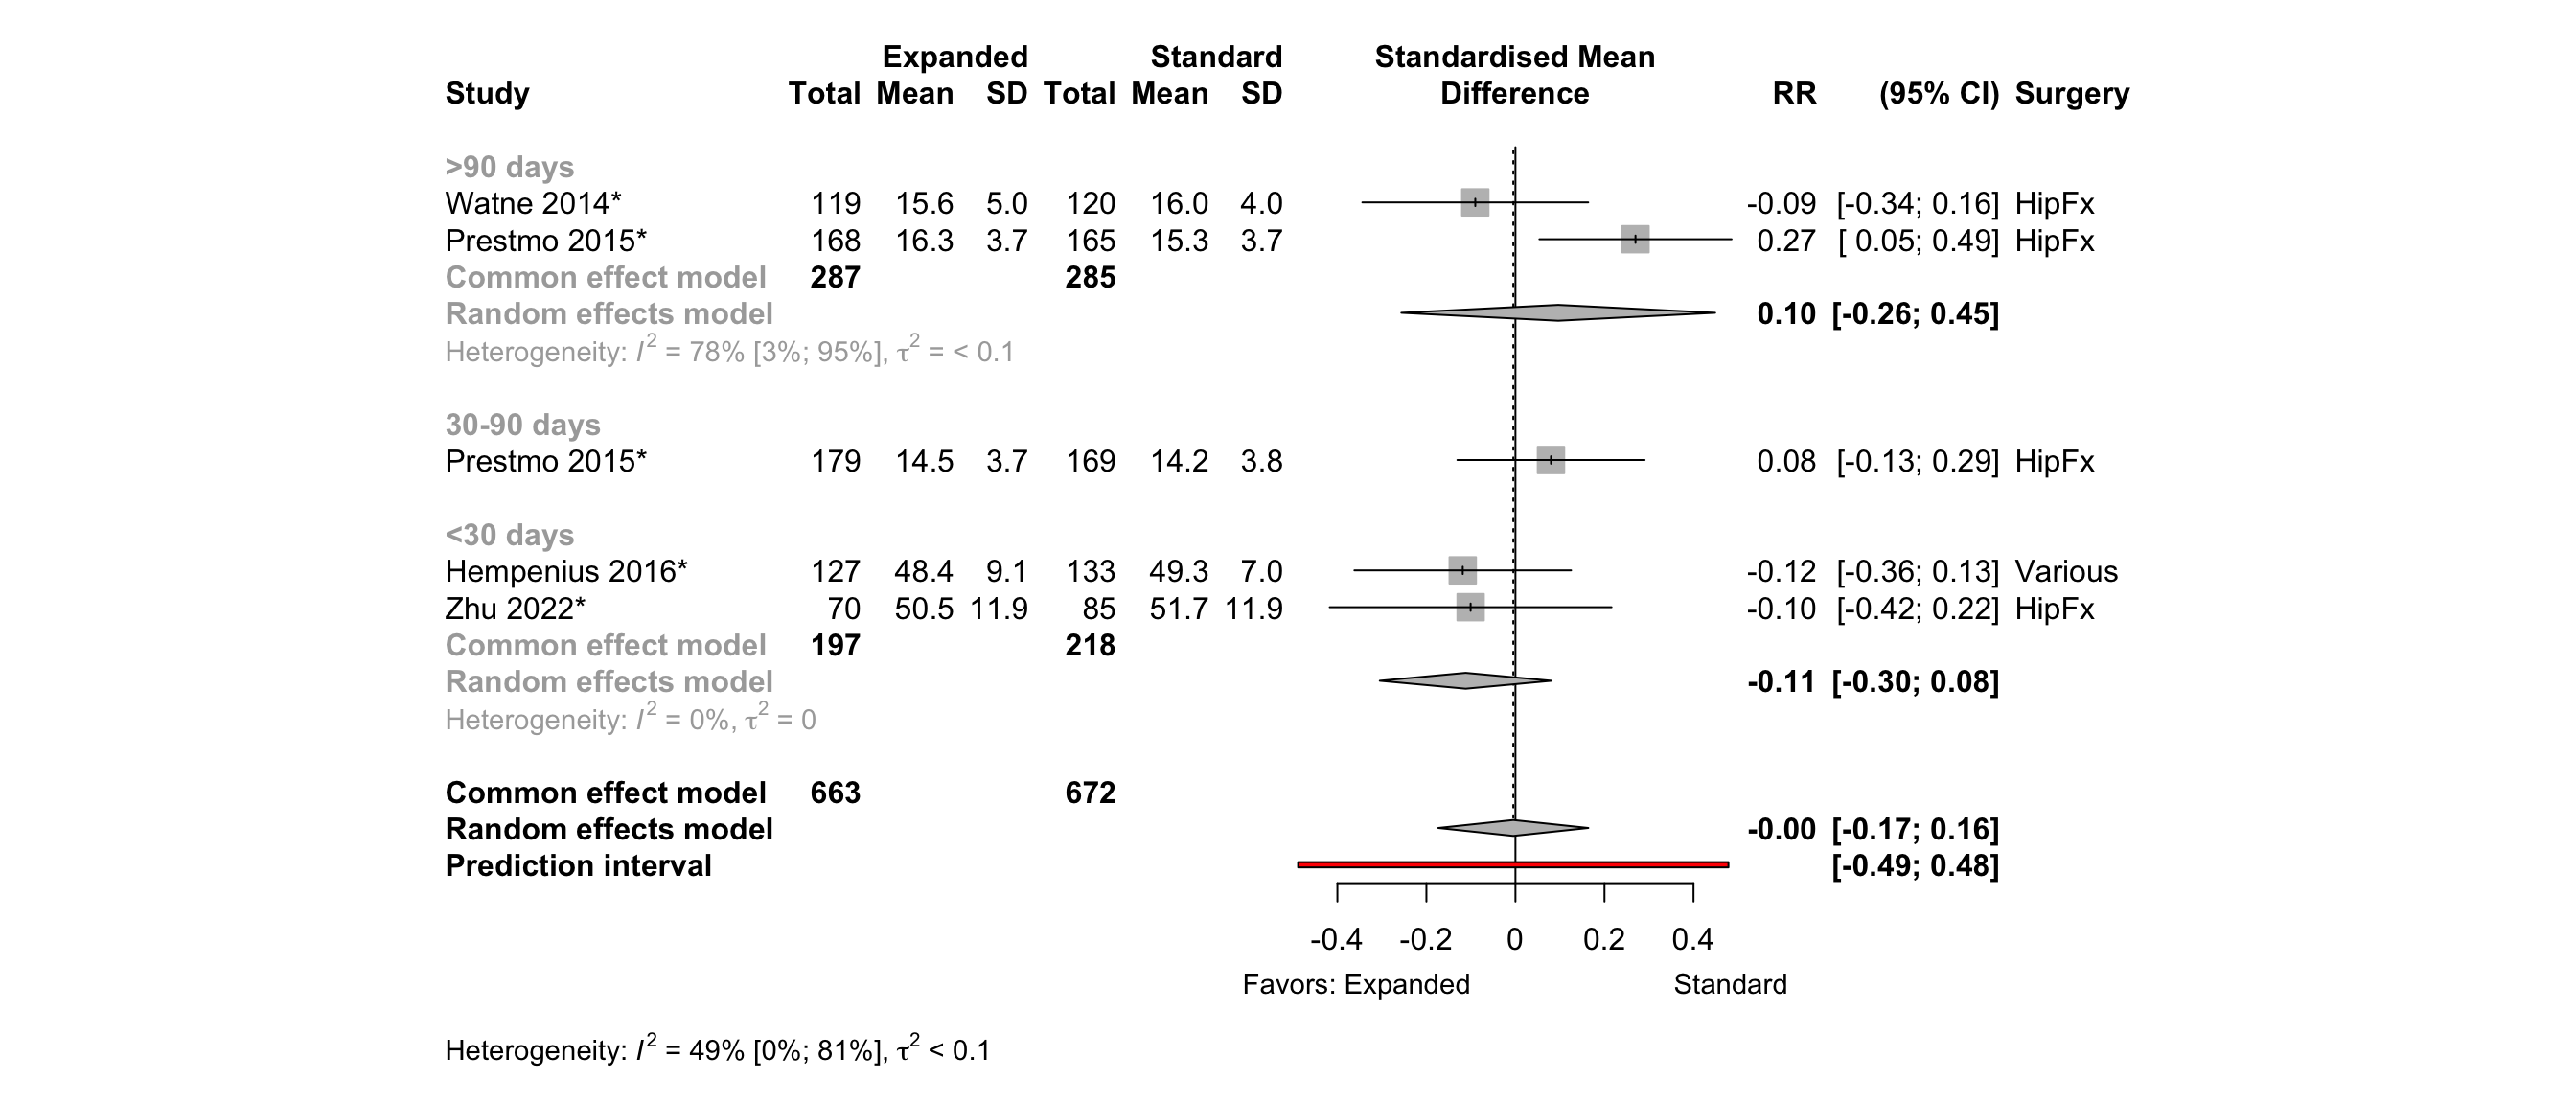 Expanded Standard Standardised Mean
Study Total Mean SD Total Mean SD Difference RR (95% CI) Surgery
>90 days
Watne 2014* 119 15.6 5.0 120 16.0 4.0 -0.09 [-0.34; 0.16] HipFx
Prestmo 2015* 168 16.3 3.7 165 15.3 3.7 0.27 [ 0.05; 0.49] HipFx
Common effect model 287 285
Random effects model 0.10 [-0.26; 0.45]
Heterogeneity: I² = 78% [3%; 95%], τ² = < 0.1
30-90 days
Prestmo 2015* 179 14.5 3.7 169 14.2 3.8 0.08 [-0.13; 0.29] HipFx
<30 days
Hempenius 2016* 127 48.4 9.1 133 49.3 7.0 -0.12 [-0.36; 0.13] Various
Zhu 2022* 70 50.5 11.9 85 51.7 11.9 -0.10 [-0.42; 0.22] HipFx
Common effect model 197 218
Random effects model -0.11 [-0.30; 0.08]
Heterogeneity: I² = 0%, τ² = 0
Common effect model 663 672
Random effects model -0.00 [-0.17; 0.16]
Prediction interval [-0.49; 0.48]
-0.4 -0.2 0 0.2 0.4
Favors: Expanded Standard
Heterogeneity: I² = 49% [0%; 81%], τ² < 0.1